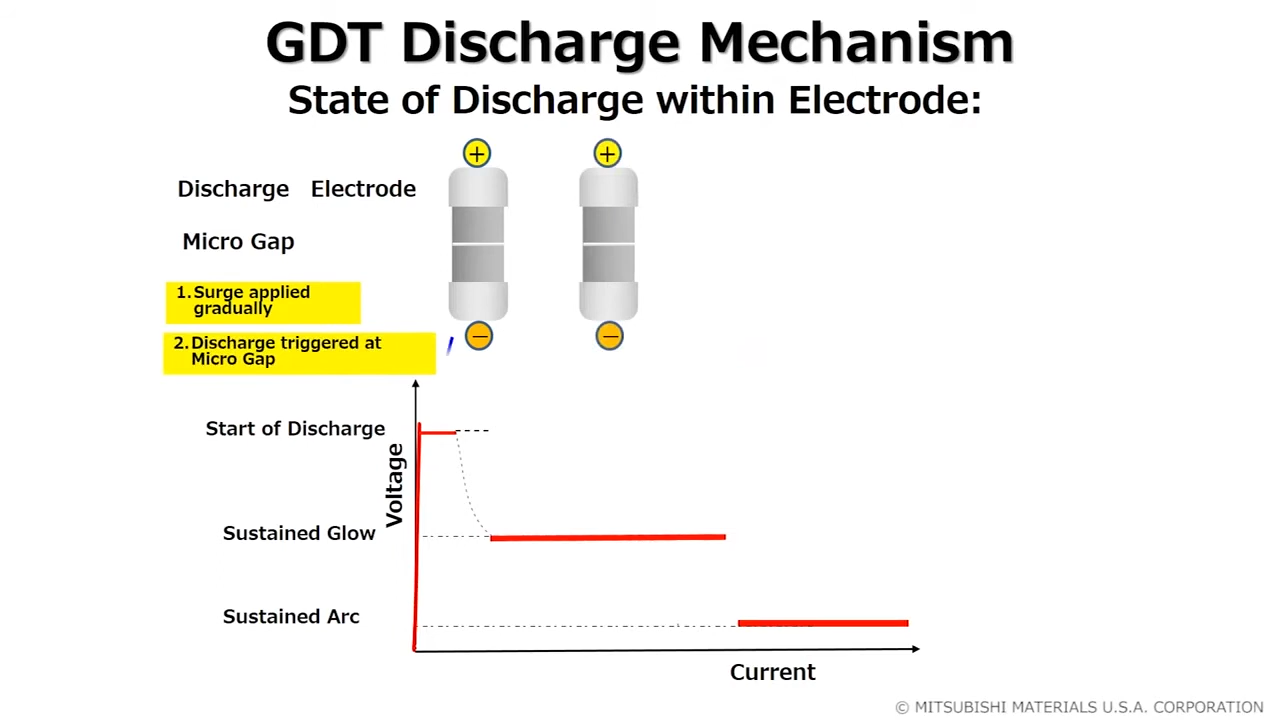 GDT Discharge Mechanism
State of Discharge within Electrode:
+ +
Discharge Electrode
Micro Gap
1. Surge applied
gradually
− −
2. Discharge triggered at
Micro Gap
Start of Discharge
Voltage
Sustained Glow
Sustained Arc
Current
© MITSUBISHI MATERIALS U.S.A. CORPORATION